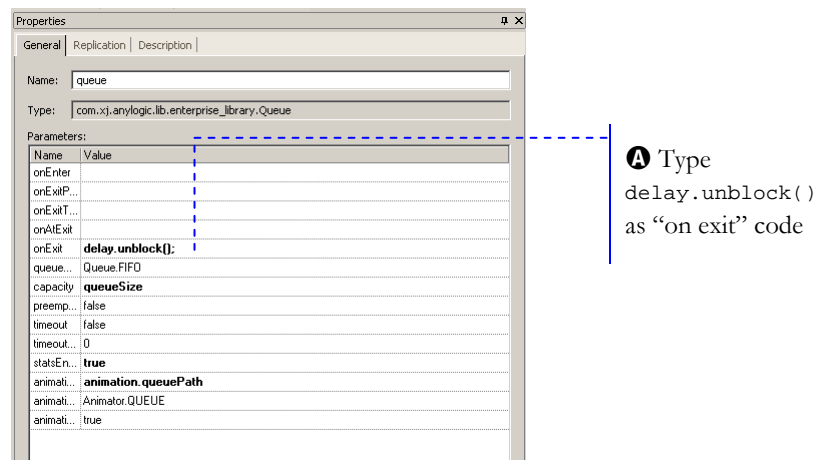 Properties
General Replication Description
Name: queue
Type: com.xj.anylogic.lib.enterprise_library.Queue
Parameters:
Name Value
onEnter
onExitP...
onExitT...
onAtExit
onExit delay.unblock();
queue... Queue.FIFO
capacity queueSize
preemp... false
timeout false
timeout... 0
statsEn... true
animati... animation.queuePath
animati... Animator.QUEUE
animati... true
A Type
delay.unblock()
as “on exit” code